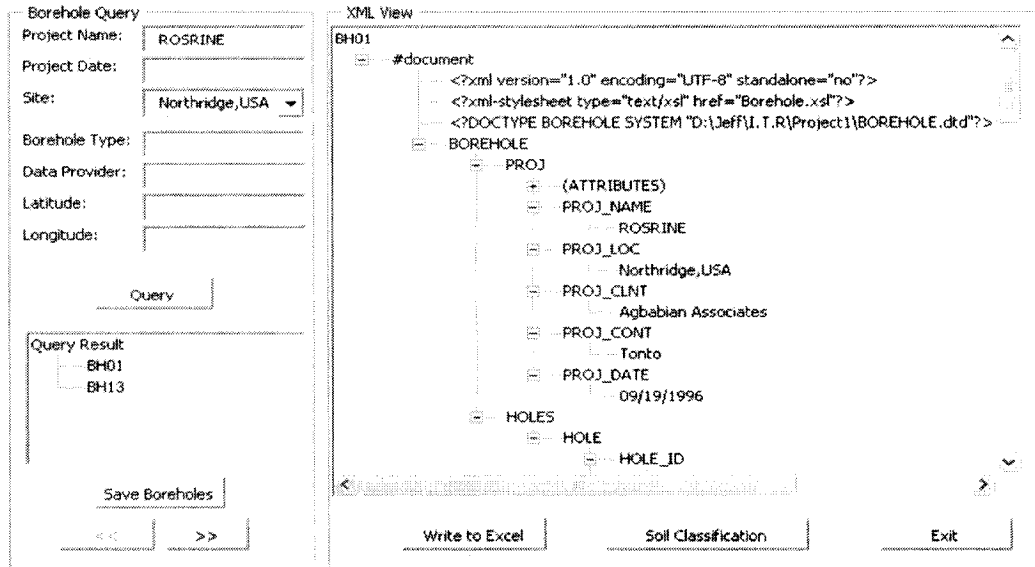 Borehole Query
Project Name: ROSRINE
Project Date:
Site: Northridge,USA
Borehole Type:
Data Provider:
Latitude:
Longitude:
Query
Query Result
BH01
BH13
Save Boreholes
<< >>
XML View
BH01
#document
<?xml version="1.0" encoding="UTF-8" standalone="no"?>
<?xml-stylesheet type="text/xsl" href="Borehole.xsl"?>
<!DOCTYPE BOREHOLE SYSTEM "D:\Jeff\I.T.R\Project1\BOREHOLE.dtd"?>
BOREHOLE
PROJ
(ATTRIBUTES)
PROJ_NAME
ROSRINE
PROJ_LOC
Northridge,USA
PROJ_CLNT
Agbabian Associates
PROJ_CONT
Tonto
PROJ_DATE
09/19/1996
HOLES
HOLE
HOLE_ID
Write to Excel Soil Classification Exit